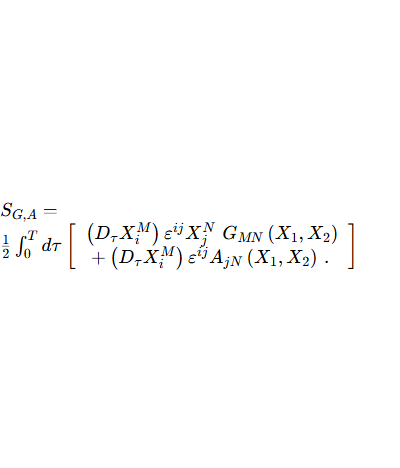 S_{G,A} =
\frac{1}{2} \int_0^T d\tau \left[ \begin{array}{c} \left( D_\tau X_i^M \right) \varepsilon^{ij} X_j^N \ G_{MN} \left( X_1, X_2 \right) \\ + \left( D_\tau X_i^M \right) \varepsilon^{ij} A_{jN} \left( X_1, X_2 \right) \ . \end{array} \right]